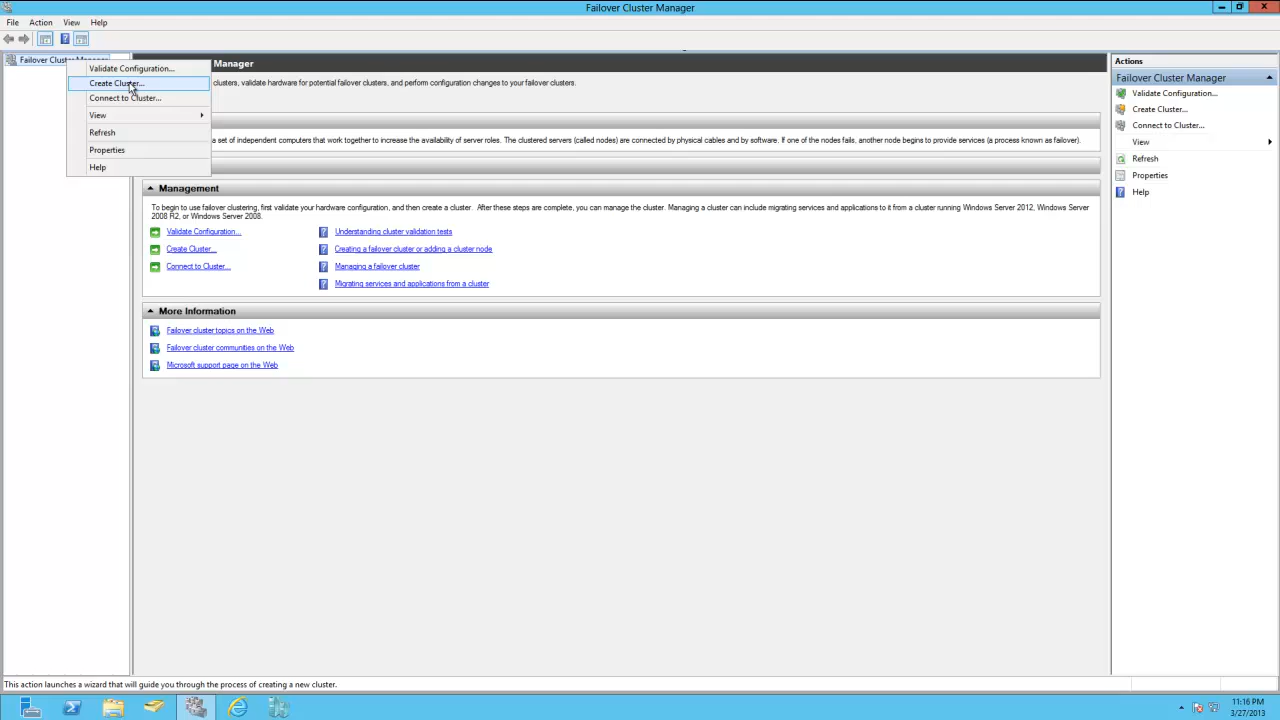 Failover Cluster Manager
File Action View Help
Failover Cluster Manager
Validate Configuration...
Create Cluster...
Connect to Cluster...
View
Refresh
Properties
Help
Manager
clusters, validate hardware for potential failover clusters, and perform configuration changes to your failover clusters.
a set of independent computers that work together to increase the availability of server roles. The clustered servers (called nodes) are connected by physical cables and by software. If one of the nodes fails, another node begins to provide services (a process known as failover).
Management
To begin to use failover clustering, first validate your hardware configuration, and then create a cluster. After these steps are complete, you can manage the cluster. Managing a cluster can include migrating services and applications to it from a cluster running Windows Server 2012, Windows Server
2008 R2, or Windows Server 2008.
Validate Configuration... Understanding cluster validation tests
Create Cluster... Creating a failover cluster or adding a cluster node
Connect to Cluster... Managing a failover cluster
Migrating services and applications from a cluster
More Information
Failover cluster topics on the Web
Failover cluster communities on the Web
Microsoft support page on the Web
Actions
Failover Cluster Manager
Validate Configuration...
Create Cluster...
Connect to Cluster...
View
Refresh
Properties
Help
This action launches a wizard that will guide you through the process of creating a new cluster.
11:16 PM
3/27/2013